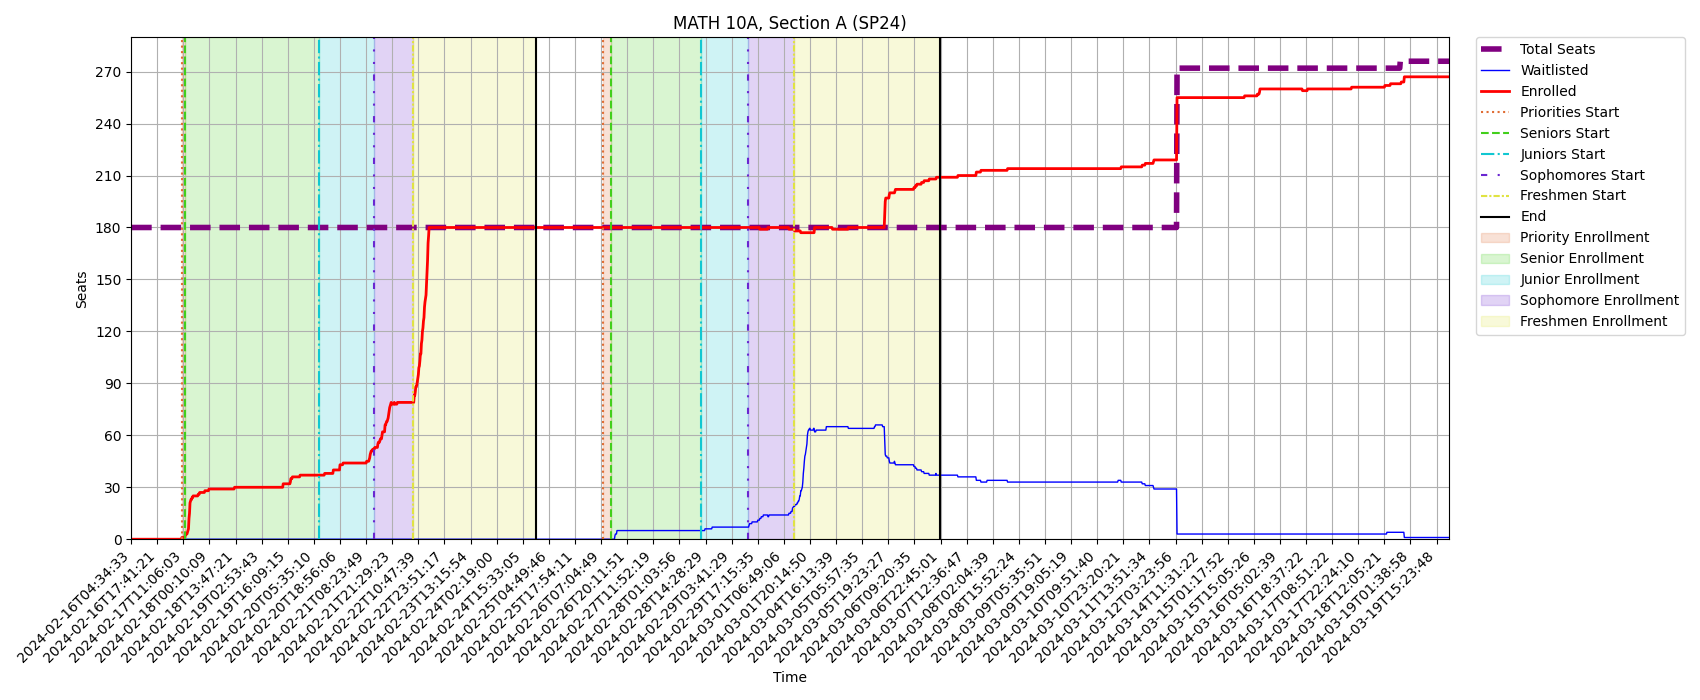 MATH 10A, Section A (SP24)
Total Seats
Waitlisted
Enrolled
Priorities Start
Seniors Start
Juniors Start
Sophomores Start
Freshmen Start
End
Priority Enrollment
Senior Enrollment
Junior Enrollment
Sophomore Enrollment
Freshmen Enrollment
Seats
270
240
210
180
150
120
90
60
30
0
2024-02-16T04:34:33
2024-02-16T17:41:21
2024-02-17T11:06:03
2024-02-18T00:10:09
2024-02-18T13:47:21
2024-02-19T02:53:43
2024-02-19T16:09:15
2024-02-20T05:35:10
2024-02-20T18:56:06
2024-02-21T08:23:49
2024-02-21T21:29:23
2024-02-22T10:47:39
2024-02-22T23:51:17
2024-02-23T13:15:54
2024-02-24T02:19:00
2024-02-24T15:33:05
2024-02-25T04:49:46
2024-02-25T17:54:11
2024-02-26T07:04:49
2024-02-26T20:11:51
2024-02-27T11:52:19
2024-02-28T01:03:56
2024-02-28T14:28:29
2024-02-29T03:41:29
2024-02-29T17:15:35
2024-03-01T06:49:06
2024-03-01T20:14:50
2024-03-04T16:13:39
2024-03-05T05:57:35
2024-03-05T19:23:27
2024-03-06T09:20:35
2024-03-06T22:45:01
2024-03-07T12:36:47
2024-03-08T02:04:39
2024-03-08T15:52:24
2024-03-09T05:35:51
2024-03-09T19:05:19
2024-03-10T09:51:40
2024-03-10T23:20:21
2024-03-11T13:51:34
2024-03-12T03:23:56
2024-03-14T11:31:22
2024-03-15T01:17:52
2024-03-15T15:05:26
2024-03-16T05:02:39
2024-03-16T18:37:22
2024-03-17T08:51:22
2024-03-17T22:24:10
2024-03-18T12:05:21
2024-03-19T01:38:58
2024-03-19T15:23:48
Time